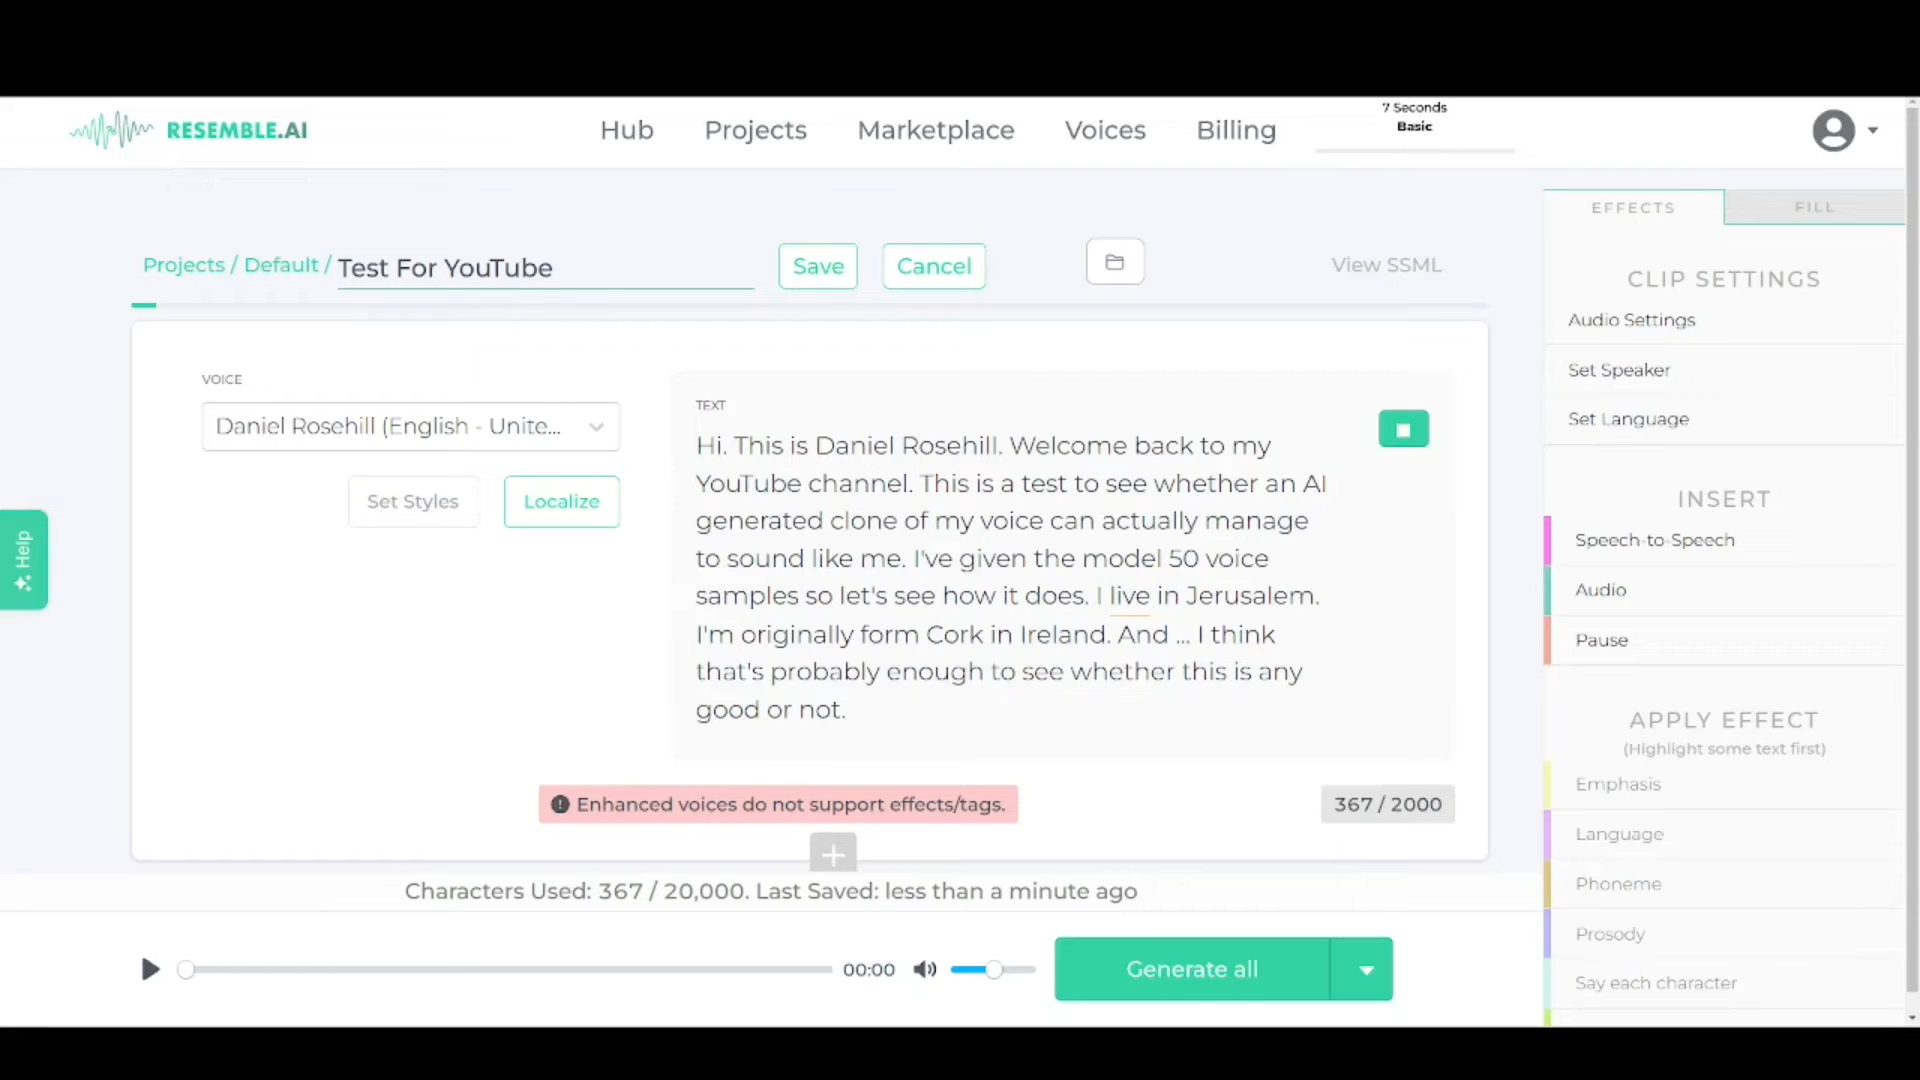 RESEMBLE.AI
Hub
Projects
Marketplace
Voices
Billing
7 Seconds
Basic
Projects / Default / Test For YouTube
Save
Cancel
View SSML
VOICE
Daniel Rosehill (English - Unite...
Set Styles
Localize
TEXT
Hi. This is Daniel Rosehill. Welcome back to my
YouTube channel. This is a test to see whether an AI
generated clone of my voice can actually manage
to sound like me. I've given the model 50 voice
samples so let's see how it does. I live in Jerusalem.
I'm originally form Cork in Ireland. And ... I think
that's probably enough to see whether this is any
good or not.
Enhanced voices do not support effects/tags.
367 / 2000
Characters Used: 367 / 20,000. Last Saved: less than a minute ago
00:00
Generate all
Help
EFFECTS
FILL
CLIP SETTINGS
Audio Settings
Set Speaker
Set Language
INSERT
Speech-to-Speech
Audio
Pause
APPLY EFFECT
(Highlight some text first)
Emphasis
Language
Phoneme
Prosody
Say each character